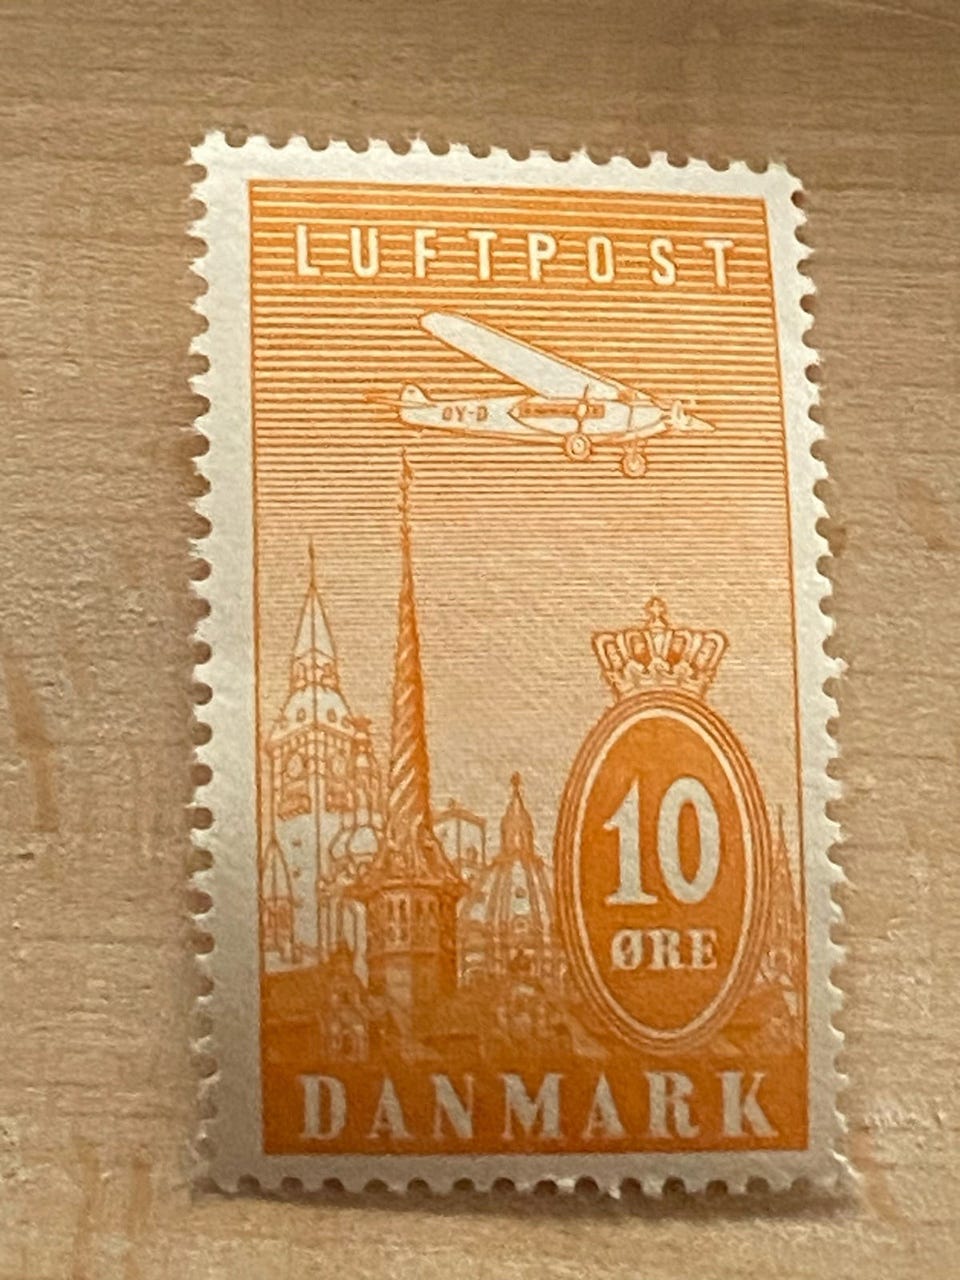 LUFTPOST
OY-D
10
ØRE
DANMARK